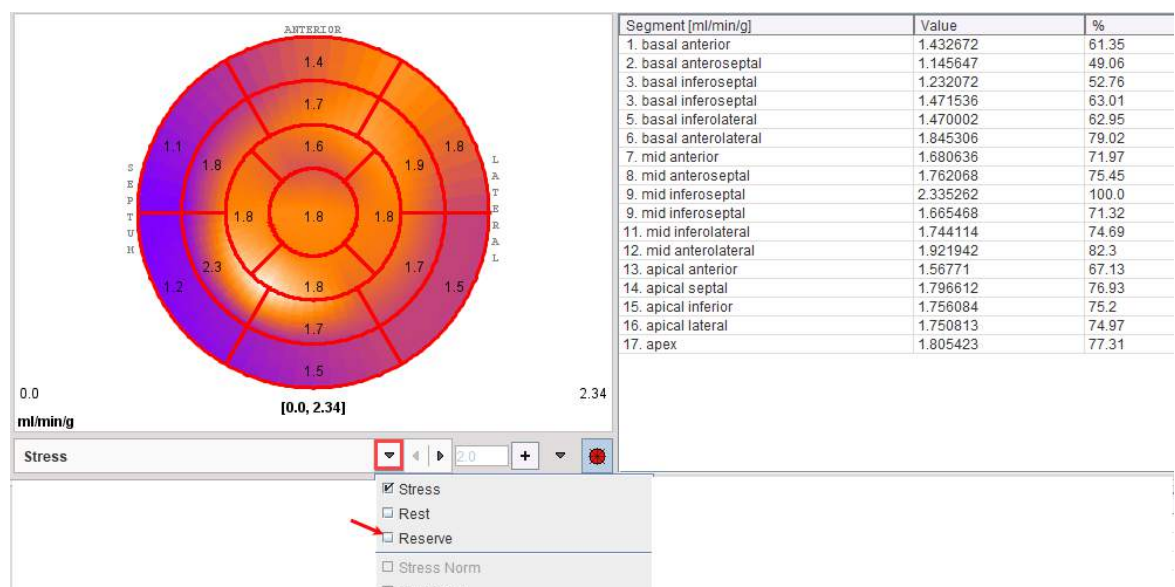 ANTERIOR
1.4
1.7
1.6
1.1
1.8
1.9
1.8
SEPTUM
LATERAL
1.8
1.8
1.8
2.3
1.7
1.8
1.2
1.5
1.7
1.5
0.0
2.34
[0.0, 2.34]
ml/min/g
Stress
2.0
+
Stress
Rest
Reserve
Stress Norm
Segment [ml/min/g] Value %
1. basal anterior 1.432672 61.35
2. basal anteroseptal 1.145647 49.06
3. basal inferoseptal 1.232072 52.76
3. basal inferoseptal 1.471536 63.01
5. basal inferolateral 1.470002 62.95
6. basal anterolateral 1.845306 79.02
7. mid anterior 1.680636 71.97
8. mid anteroseptal 1.762068 75.45
9. mid inferoseptal 2.335262 100.0
9. mid inferoseptal 1.665468 71.32
11. mid inferolateral 1.744114 74.69
12. mid anterolateral 1.921942 82.3
13. apical anterior 1.56771 67.13
14. apical septal 1.796612 76.93
15. apical inferior 1.756084 75.2
16. apical lateral 1.750813 74.97
17. apex 1.805423 77.31